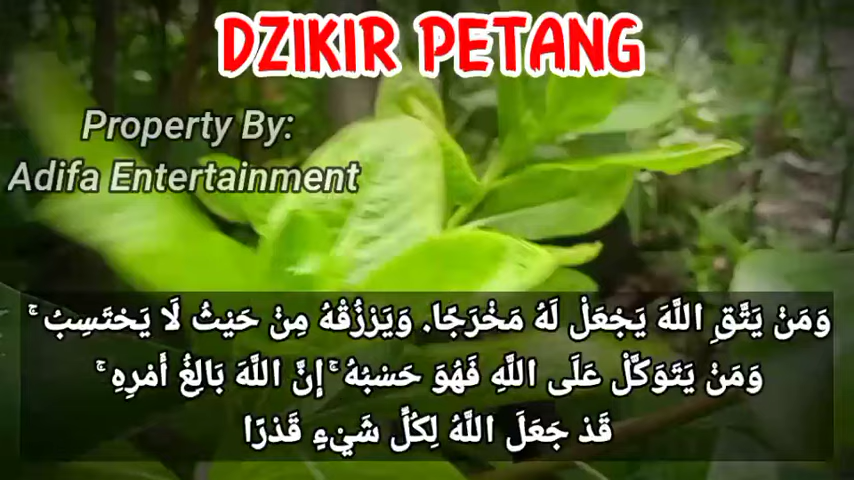 DZIKIR PETANG
Property By:
Adifa Entertainment
وَمَنْ يَتَّقِ اللَّهَ يَجْعَلْ لَهُ مَخْرَجًا. وَيَرْزُقْهُ مِنْ حَيْثُ لَا يَحْتَسِبُ ۚ
وَمَنْ يَتَوَكَّلْ عَلَى اللَّهِ فَهُوَ حَسْبُهُ ۚ إِنَّ اللَّهَ بَالِغُ أَمْرِهِ ۚ
قَدْ جَعَلَ اللَّهُ لِكُلِّ شَيْءٍ قَدْرًا